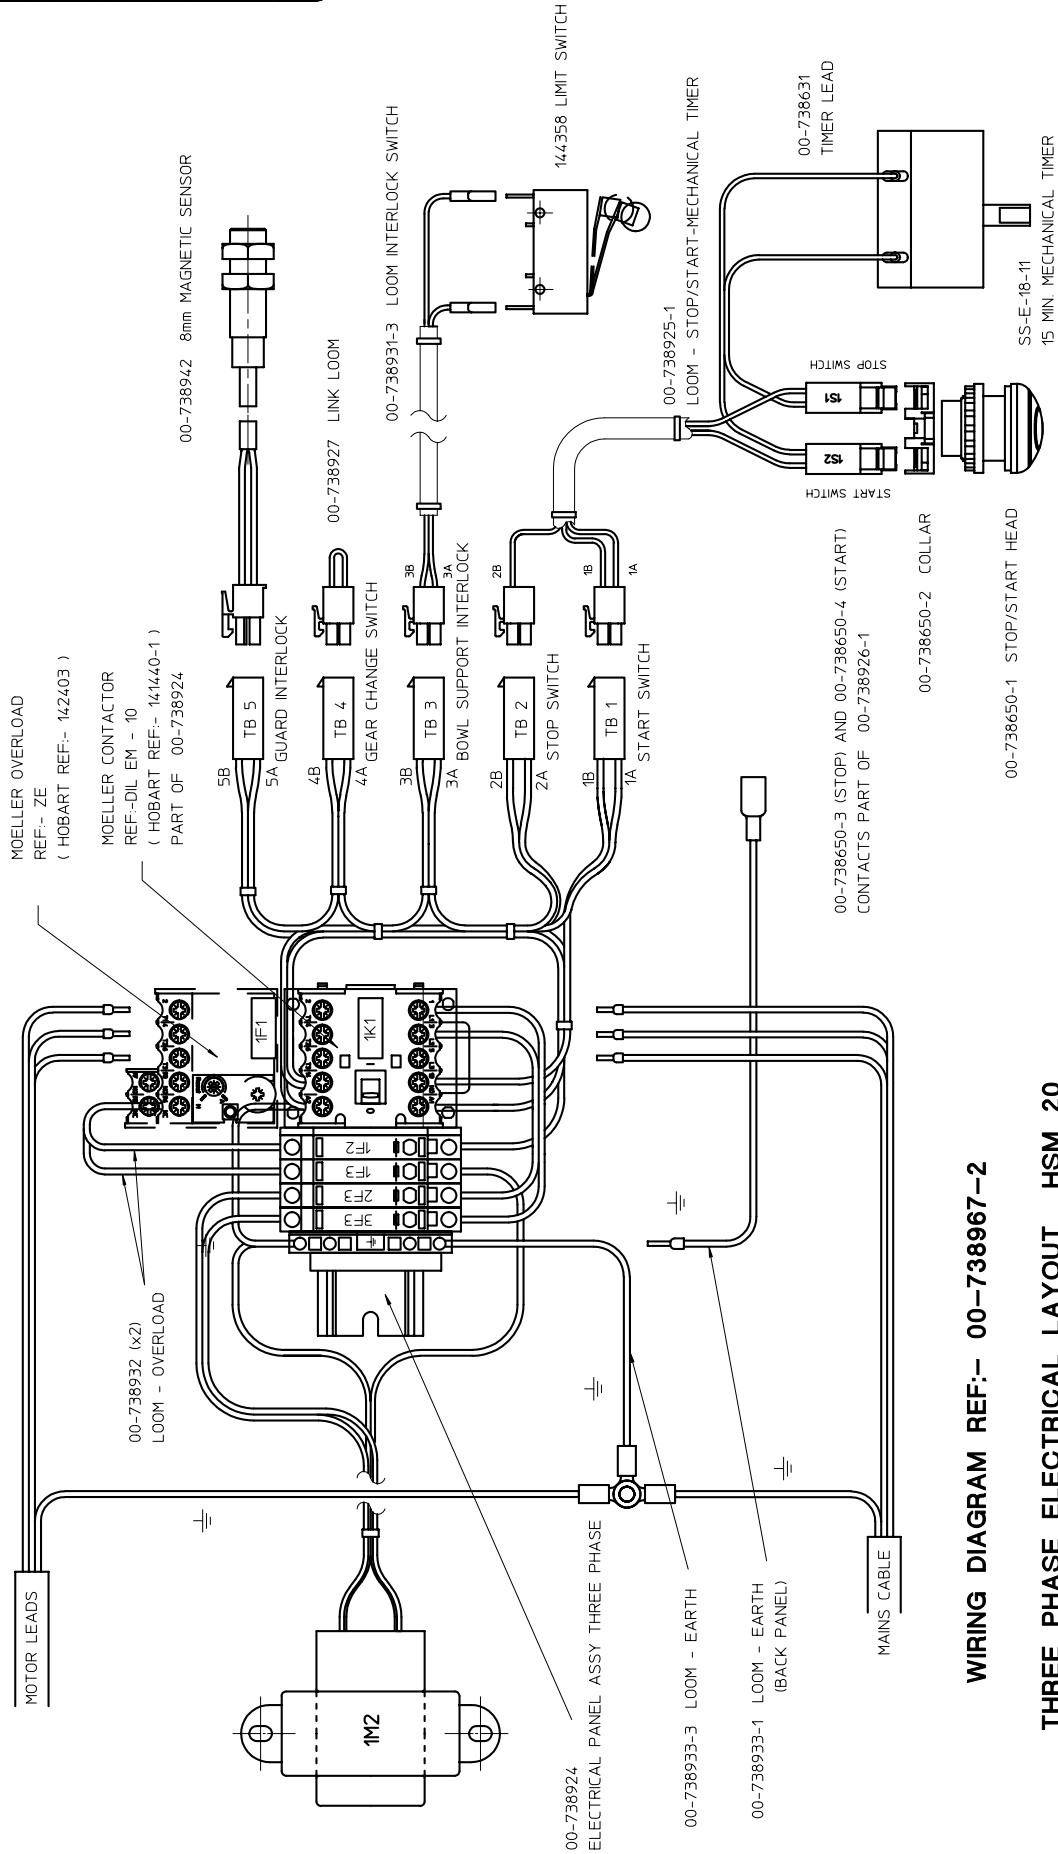 MOTOR LEADS
1M2
00-738932 (x2)
LOOM - OVERLOAD
MOELLER OVERLOAD
REF:- ZE
( HOBART REF:- 142403 )
MOELLER CONTACTOR
REF:-DIL EM - 10
( HOBART REF:- 141440-1 )
PART OF 00-738924
1F1
1K1
1F2
1F3
2F3
3F3
5B
5A
TB 5
GUARD INTERLOCK
00-738942 8mm MAGNETIC SENSOR
4B
4A
TB 4
GEAR CHANGE SWITCH
00-738927 LINK LOOM
3B
3A
TB 3
BOWL SUPPORT INTERLOCK
3B
3A
00-738931-3 LOOM INTERLOCK SWITCH
144358 LIMIT SWITCH
2B
2A
TB 2
STOP SWITCH
2B
1B
1A
TB 1
START SWITCH
1B
1A
00-738925-1
LOOM - STOP/START-MECHANICAL TIMER
00-738631
TIMER LEAD
START SWITCH
1S2
STOP SWITCH
1S1
SS-E-18-11
15 MIN. MECHANICAL TIMER
00-738650-3 (STOP) AND 00-738650-4 (START)
CONTACTS PART OF 00-738926-1
00-738650-2 COLLAR
00-738650-1 STOP/START HEAD
00-738924
ELECTRICAL PANEL ASSY THREE PHASE
00-738933-3 LOOM - EARTH
00-738933-1 LOOM - EARTH
(BACK PANEL)
MAINS CABLE
WIRING DIAGRAM REF:- 00-738967-2
THREE PHASE ELECTRICAL LAYOUT HSM 20